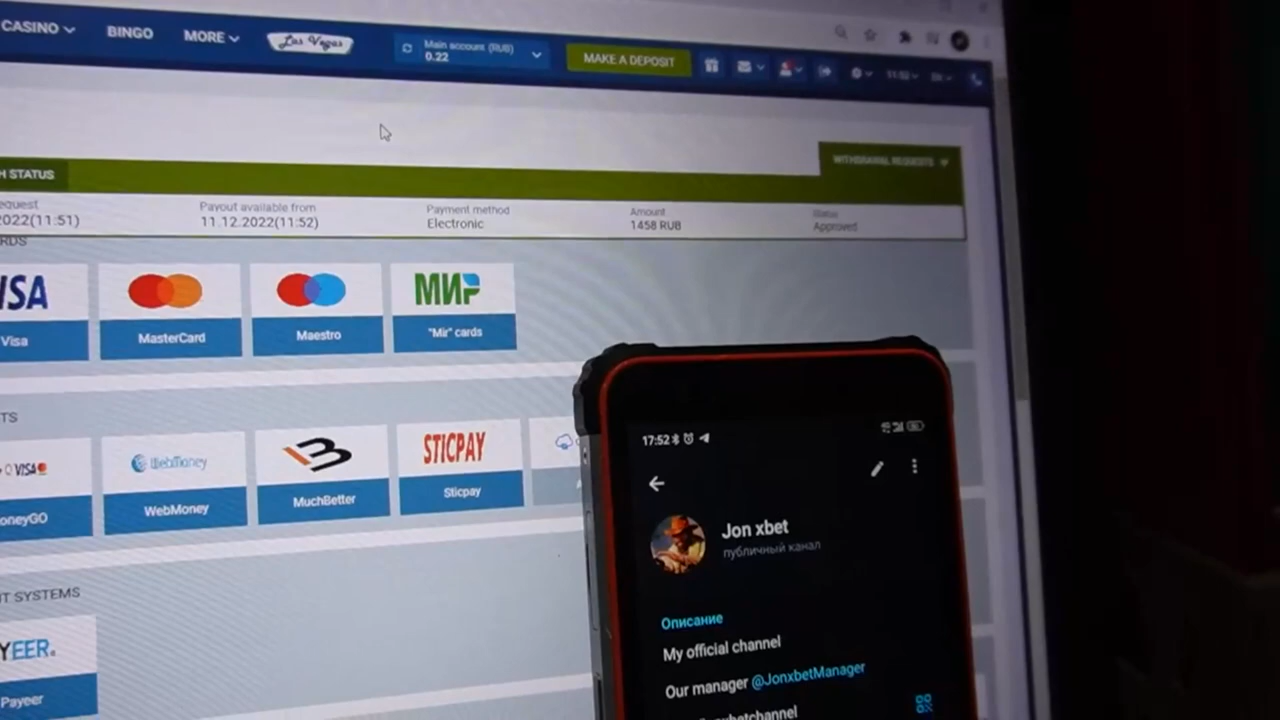 CASINO
BINGO
MORE
Las Vegas
Main account (RUB)
0.22
MAKE A DEPOSIT
11:52
STATUS
WITHDRAWAL REQUESTS
equest
2022(11:51)
Payout available from
11.12.2022(11:52)
Payment method
Electronic
Amount
1458 RUB
Status
Approved
RDS
VISA
МИР
Visa
MasterCard
Maestro
"Mir" cards
TS
VISA
WebMoney
STICPAY
oneyGO
WebMoney
MuchBetter
Sticpay
T SYSTEMS
YEER.
Payeer
17:52
Jon xbet
публичный канал
Описание
My official channel
Our manager @JonxbetManager
Jonxbetchannel